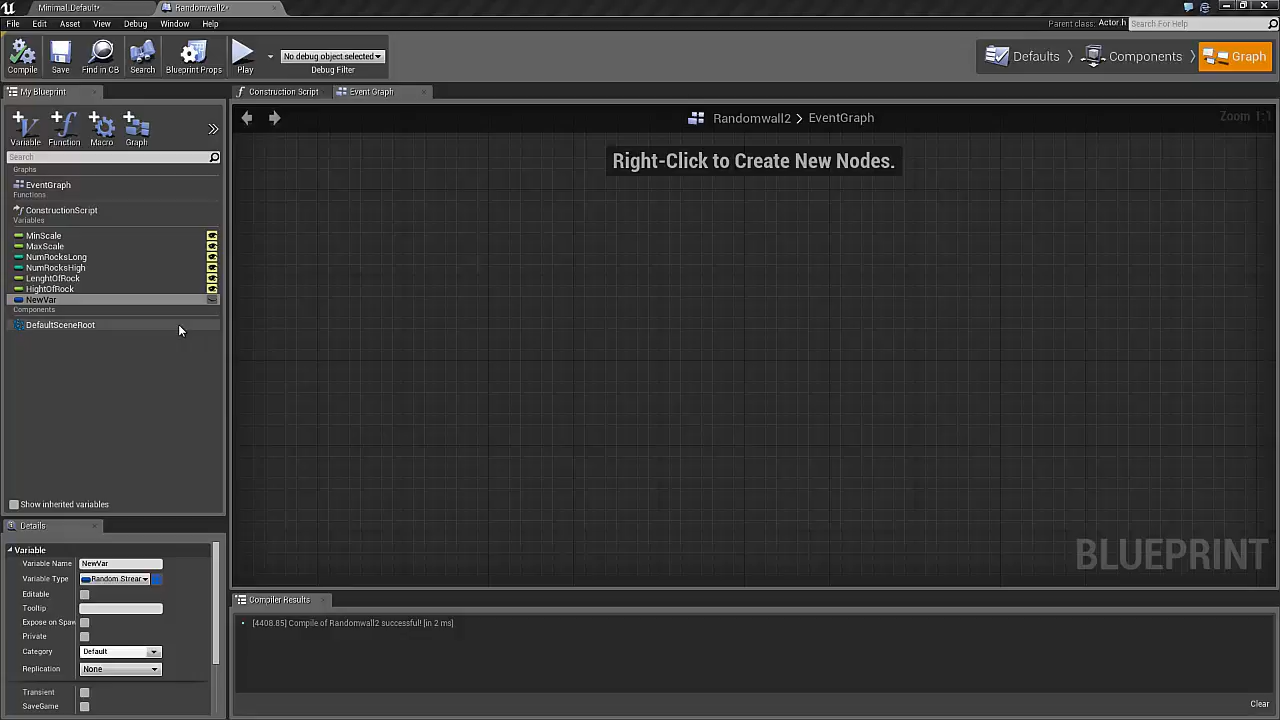 Minimal_Default*
Randomwall2*
File Edit Asset View Debug Window Help
Parent class: Actor.h Search For Help
Compile Save Find in CB Search Blueprint Props Play
No debug object selected
Debug Filter
Defaults Components Graph
My Blueprint
Construction Script Event Graph
Variable Function Macro Graph
Randomwall2 > EventGraph
Zoom 1:1
Search
Right-Click to Create New Nodes.
Graphs
EventGraph
Functions
ConstructionScript
Variables
MinScale
MaxScale
NumRocksLong
NumRocksHigh
LenghtOfRock
HightOfRock
NewVar
Components
DefaultSceneRoot
Show inherited variables
BLUEPRINT
Details
Variable
Variable Name NewVar
Variable Type Random Strear
Editable
Tooltip
Expose on Spaw
Private
Category Default
Replication None
Transient
SaveGame
Compiler Results
• [4408.85] Compile of Randomwall2 successful! [in 2 ms]
Clear